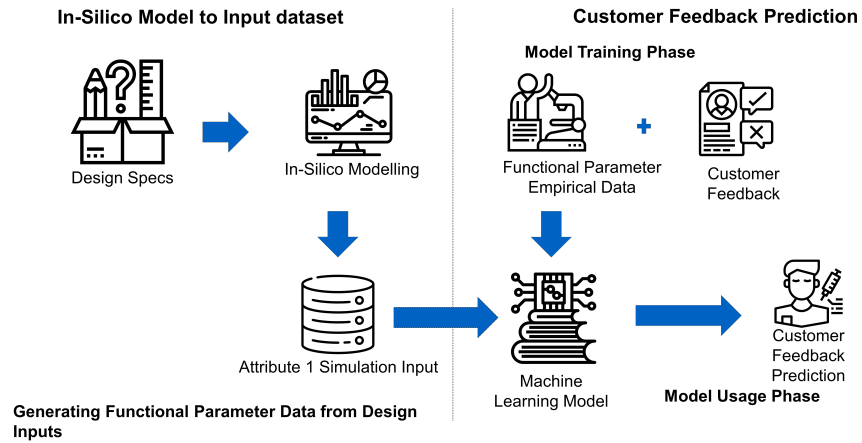 In-Silico Model to Input dataset
Customer Feedback Prediction
Model Training Phase
Design Specs
In-Silico Modelling
Functional Parameter
Empirical Data
+
Customer
Feedback
Attribute 1 Simulation Input
Machine
Learning Model
Customer
Feedback
Prediction
Model Usage Phase
Generating Functional Parameter Data from Design
Inputs